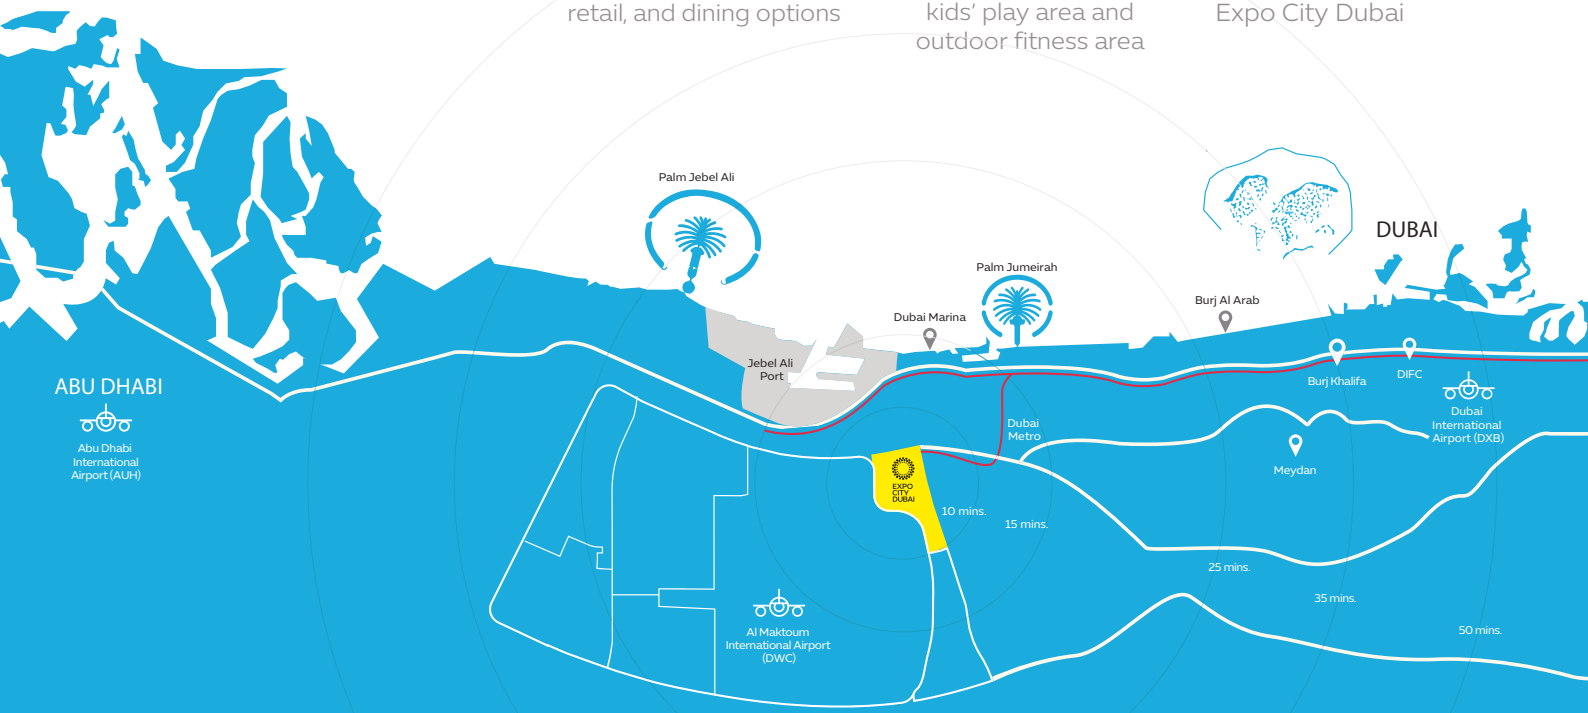 retail, and dining options
kids' play area and
outdoor fitness area
Expo City Dubai
Palm Jebel Ali
DUBAI
Palm Jumeirah
Burj Al Arab
Dubai Marina
Jebel Ali
Port
Burj Khalifa
DIFC
ABU DHABI
Abu Dhabi
International
Airport (AUH)
Dubai
International
Airport (DXB)
Dubai
Metro
Meydan
EXPO
CITY
DUBAI
10 mins.
15 mins.
25 mins.
35 mins.
50 mins.
Al Maktoum
International Airport
(DWC)